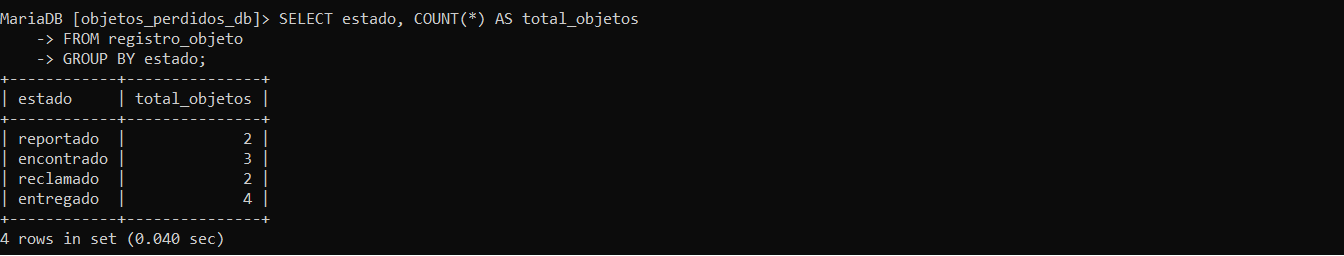 MariaDB [objetos_perdidos_db]> SELECT estado, COUNT(*) AS total_objetos
    -> FROM registro_objeto
    -> GROUP BY estado;
+------------+---------------+
| estado     | total_objetos |
+------------+---------------+
| reportado  |             2 |
| encontrado |             3 |
| reclamado  |             2 |
| entregado  |             4 |
+------------+---------------+
4 rows in set (0.040 sec)